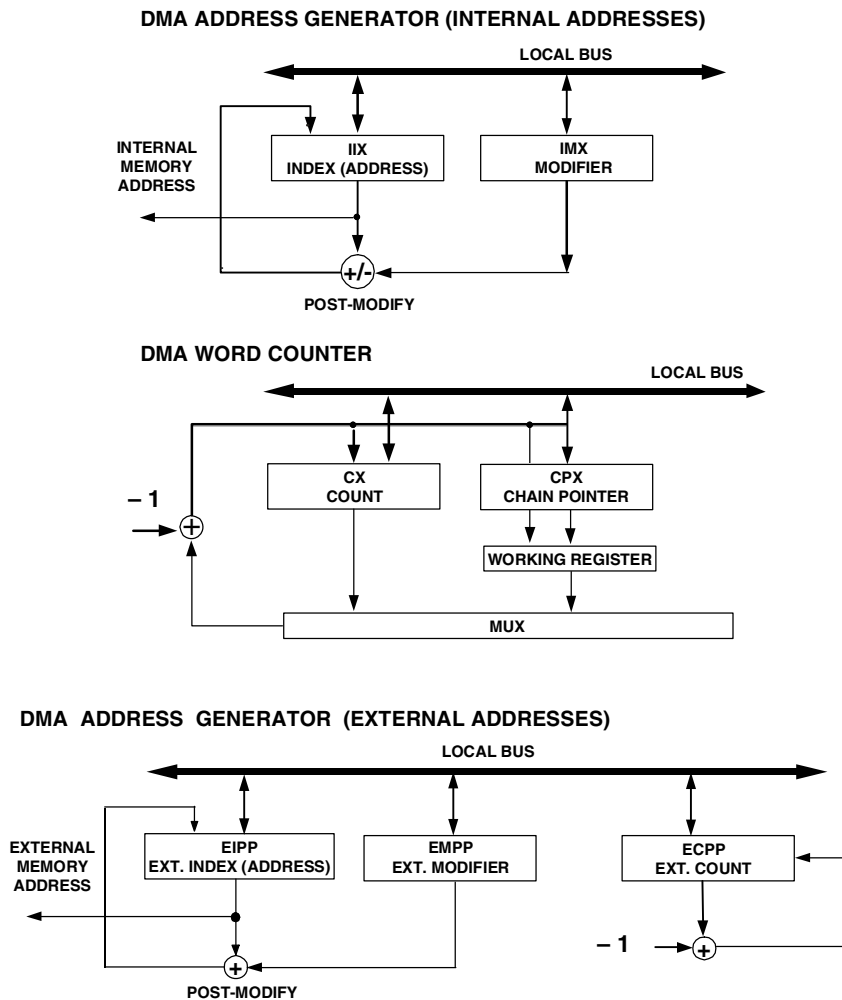 DMA ADDRESS GENERATOR (INTERNAL ADDRESSES)
LOCAL BUS
INTERNAL
MEMORY
ADDRESS
IIX
INDEX (ADDRESS)
IMX
MODIFIER
+/-
POST-MODIFY
DMA WORD COUNTER
LOCAL BUS
CX
COUNT
CPX
CHAIN POINTER
– 1
+
WORKING REGISTER
MUX
DMA ADDRESS GENERATOR (EXTERNAL ADDRESSES)
LOCAL BUS
EXTERNAL
MEMORY
ADDRESS
EIPP
EXT. INDEX (ADDRESS)
EMPP
EXT. MODIFIER
ECPP
EXT. COUNT
+
POST-MODIFY
– 1
+